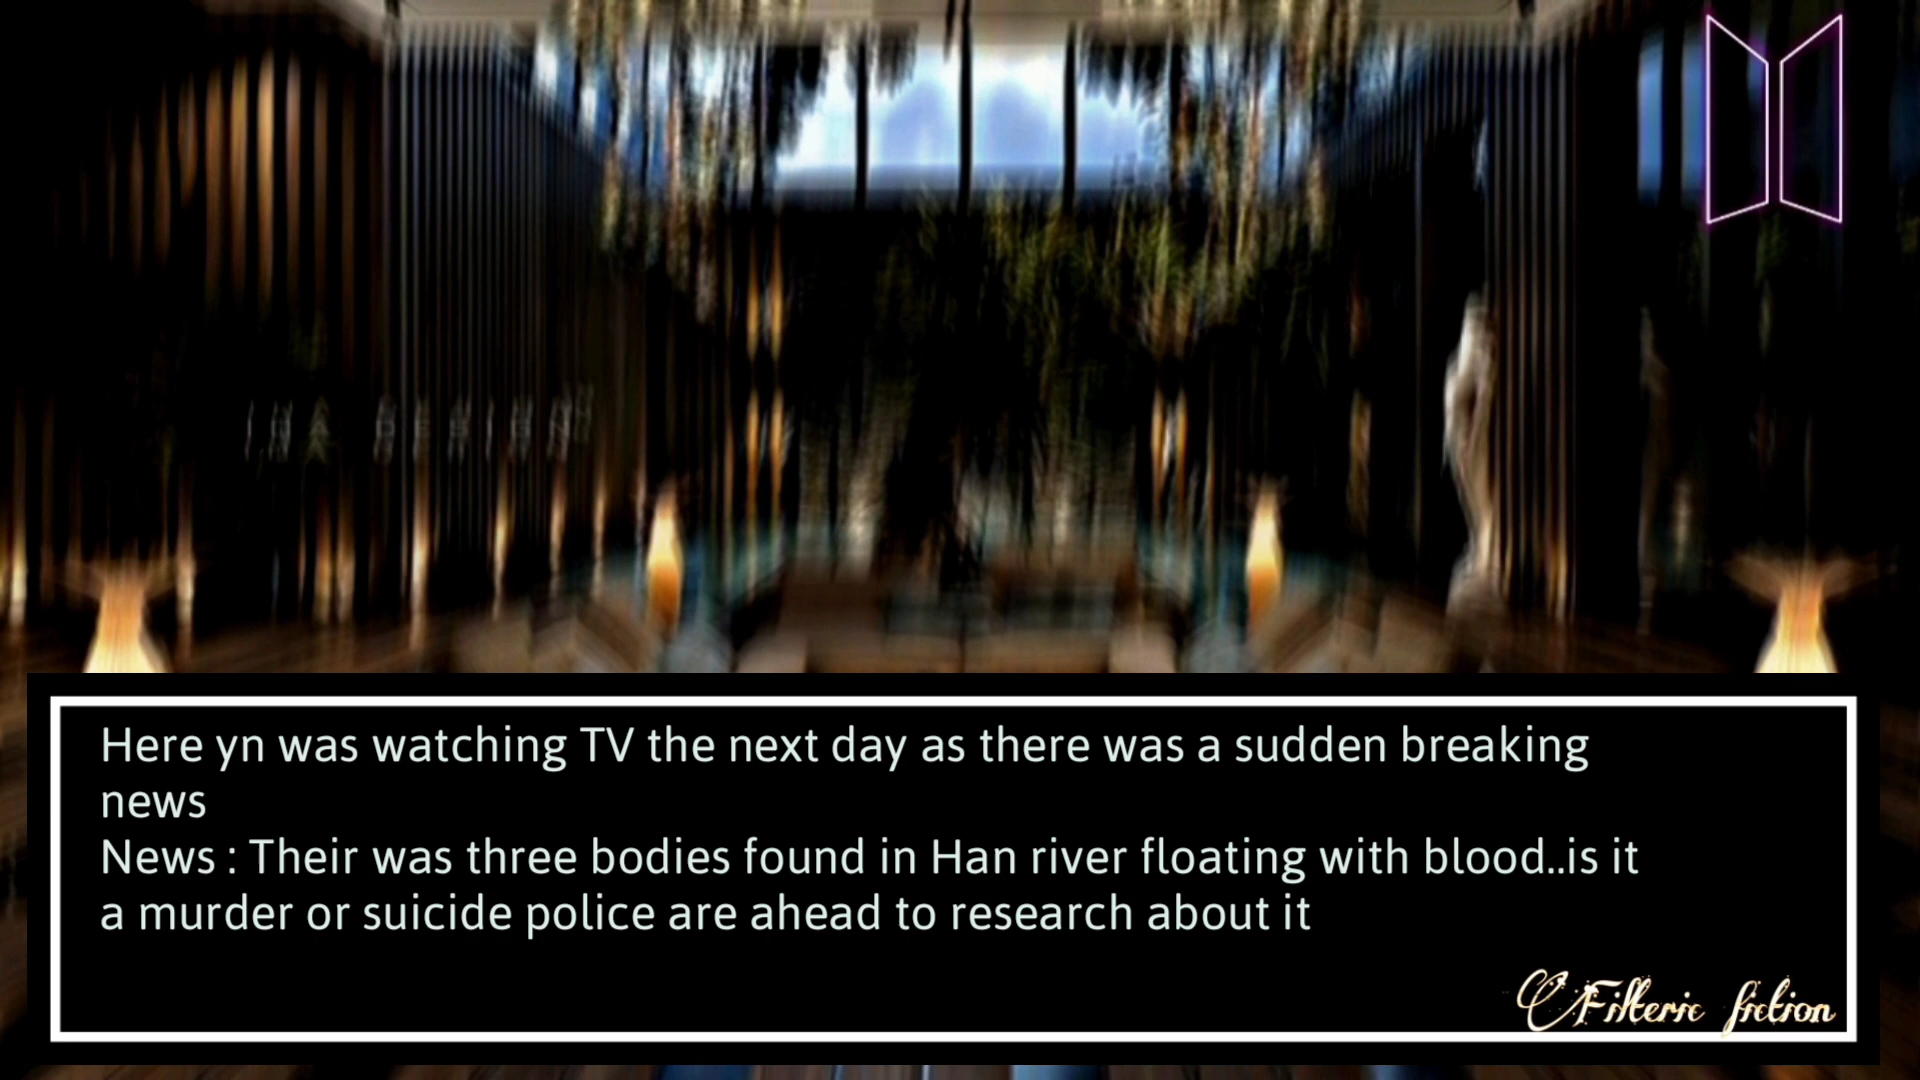 IDA DESIGN
Here yn was watching TV the next day as there was a sudden breaking
news
News : Their was three bodies found in Han river floating with blood..is it
a murder or suicide police are ahead to research about it
Filteric fiction